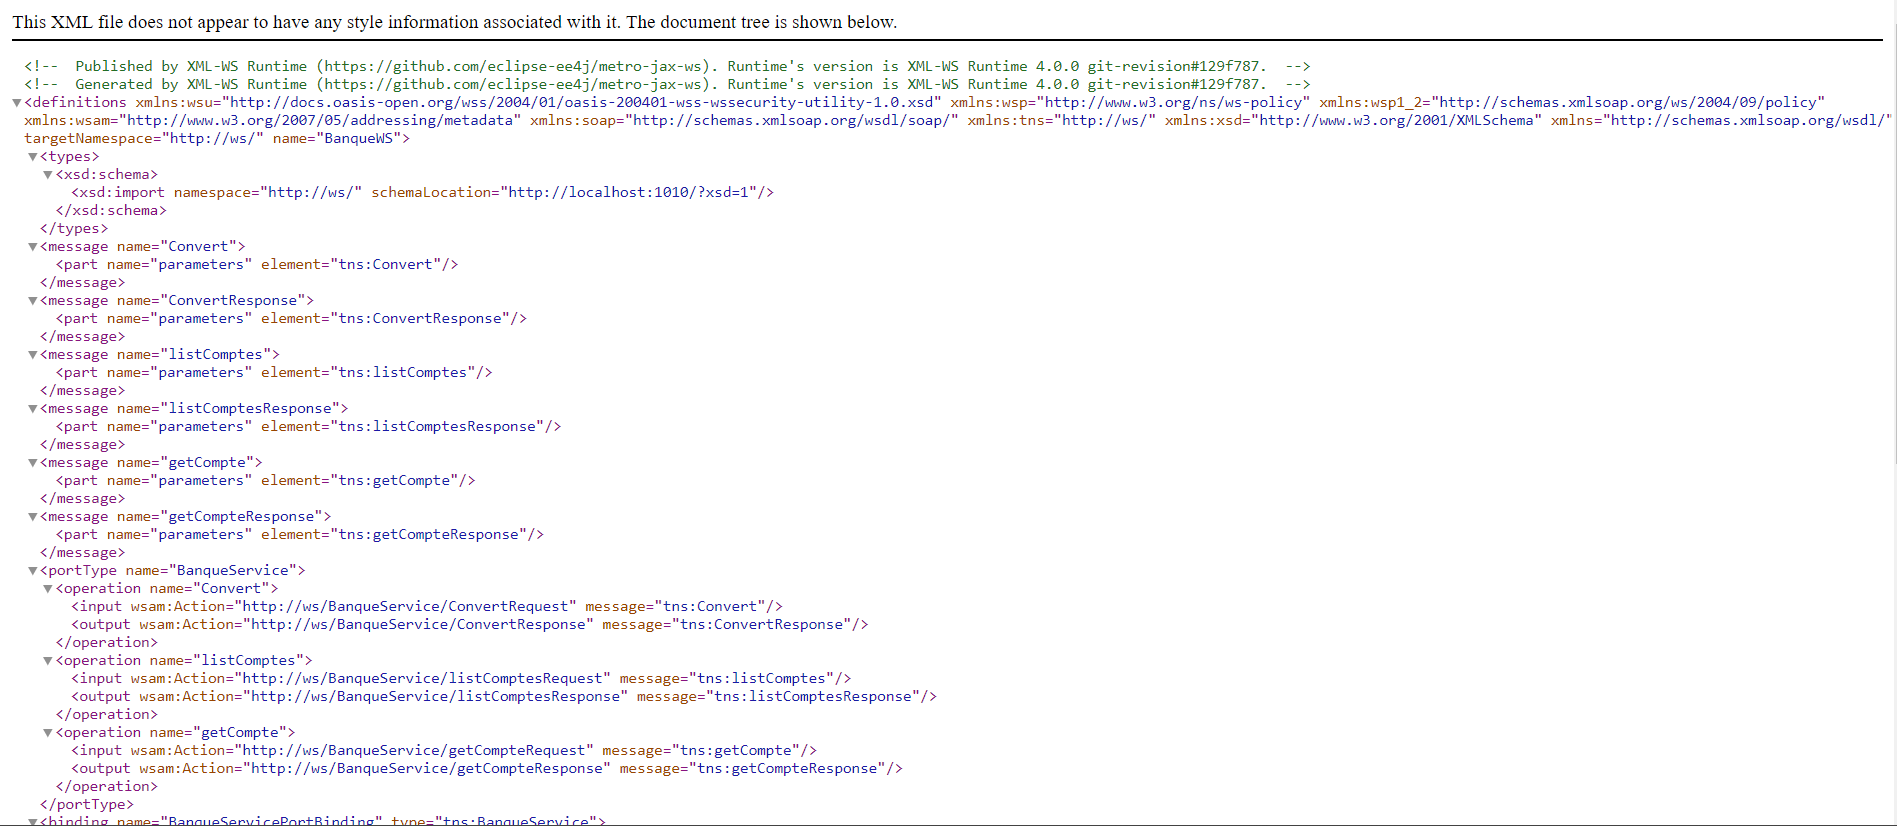 This XML file does not appear to have any style information associated with it. The document tree is shown below.
<!--  Published by XML-WS Runtime (https://github.com/eclipse-ee4j/metro-jax-ws). Runtime's version is XML-WS Runtime 4.0.0 git-revision#129f787.  -->
<!--  Generated by XML-WS Runtime (https://github.com/eclipse-ee4j/metro-jax-ws). Runtime's version is XML-WS Runtime 4.0.0 git-revision#129f787.  -->
▼<definitions xmlns:wsu="http://docs.oasis-open.org/wss/2004/01/oasis-200401-wss-wssecurity-utility-1.0.xsd" xmlns:wsp="http://www.w3.org/ns/ws-policy" xmlns:wsp1_2="http://schemas.xmlsoap.org/ws/2004/09/policy"
xmlns:wsam="http://www.w3.org/2007/05/addressing/metadata" xmlns:soap="http://schemas.xmlsoap.org/wsdl/soap/" xmlns:tns="http://ws/" xmlns:xsd="http://www.w3.org/2001/XMLSchema" xmlns="http://schemas.xmlsoap.org/wsdl/"
targetNamespace="http://ws/" name="BanqueWS">
▼<types>
▼<xsd:schema>
<xsd:import namespace="http://ws/" schemaLocation="http://localhost:1010/?xsd=1"/>
</xsd:schema>
</types>
▼<message name="Convert">
<part name="parameters" element="tns:Convert"/>
</message>
▼<message name="ConvertResponse">
<part name="parameters" element="tns:ConvertResponse"/>
</message>
▼<message name="listComptes">
<part name="parameters" element="tns:listComptes"/>
</message>
▼<message name="listComptesResponse">
<part name="parameters" element="tns:listComptesResponse"/>
</message>
▼<message name="getCompte">
<part name="parameters" element="tns:getCompte"/>
</message>
▼<message name="getCompteResponse">
<part name="parameters" element="tns:getCompteResponse"/>
</message>
▼<portType name="BanqueService">
▼<operation name="Convert">
<input wsam:Action="http://ws/BanqueService/ConvertRequest" message="tns:Convert"/>
<output wsam:Action="http://ws/BanqueService/ConvertResponse" message="tns:ConvertResponse"/>
</operation>
▼<operation name="listComptes">
<input wsam:Action="http://ws/BanqueService/listComptesRequest" message="tns:listComptes"/>
<output wsam:Action="http://ws/BanqueService/listComptesResponse" message="tns:listComptesResponse"/>
</operation>
▼<operation name="getCompte">
<input wsam:Action="http://ws/BanqueService/getCompteRequest" message="tns:getCompte"/>
<output wsam:Action="http://ws/BanqueService/getCompteResponse" message="tns:getCompteResponse"/>
</operation>
</portType>
▼<binding name="BanqueServicePortBinding" type="tns:BanqueService">